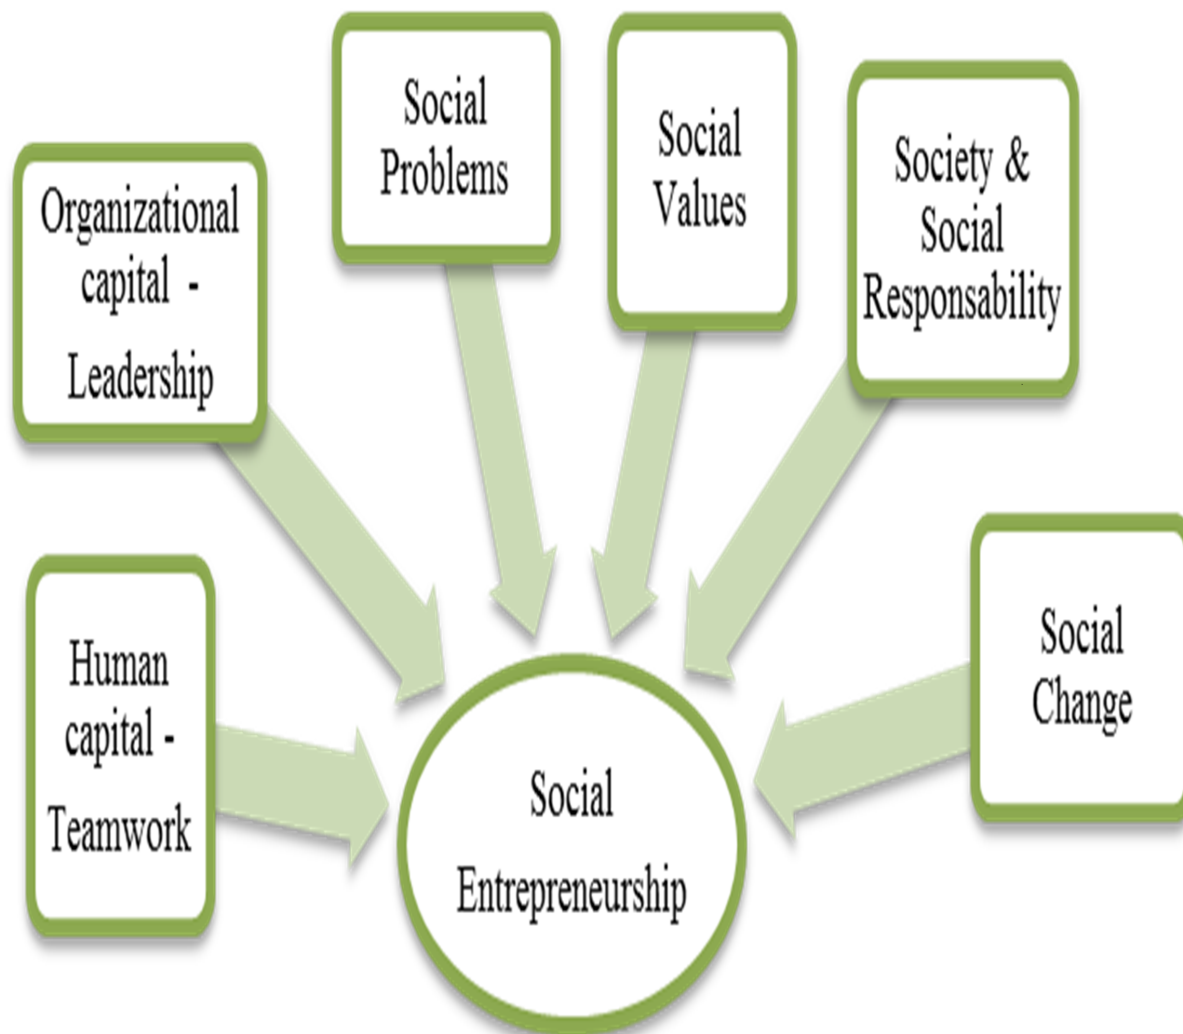 Social
Problems
Social
Values
Society &
Social
Responsability
Organizational
capital -
Leadership
Human
capital -
Teamwork
Social
Change
Social
Entrepreneurship